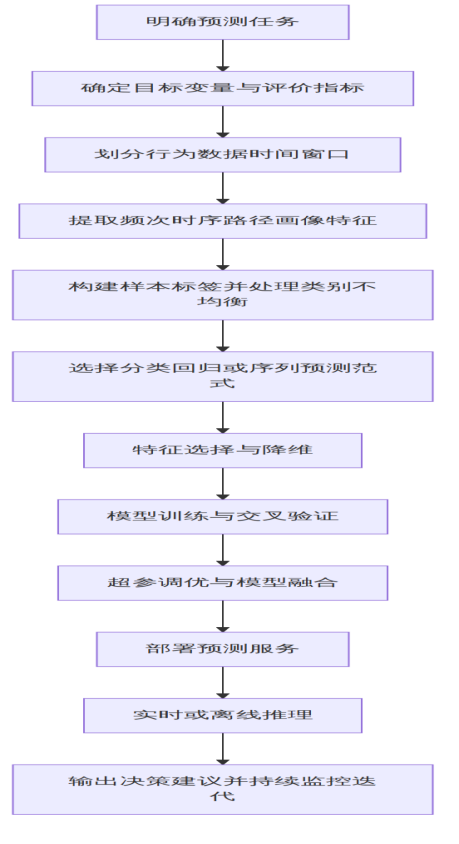 明确预测任务
确定目标变量与评价指标
划分行为数据时间窗口
提取频次时序路径画像特征
构建样本标签并处理类别不
均衡
选择分类回归或序列预测范
式
特征选择与降维
模型训练与交叉验证
超参调优与模型融合
部署预测服务
实时或离线推理
输出决策建议并持续监控迭
代